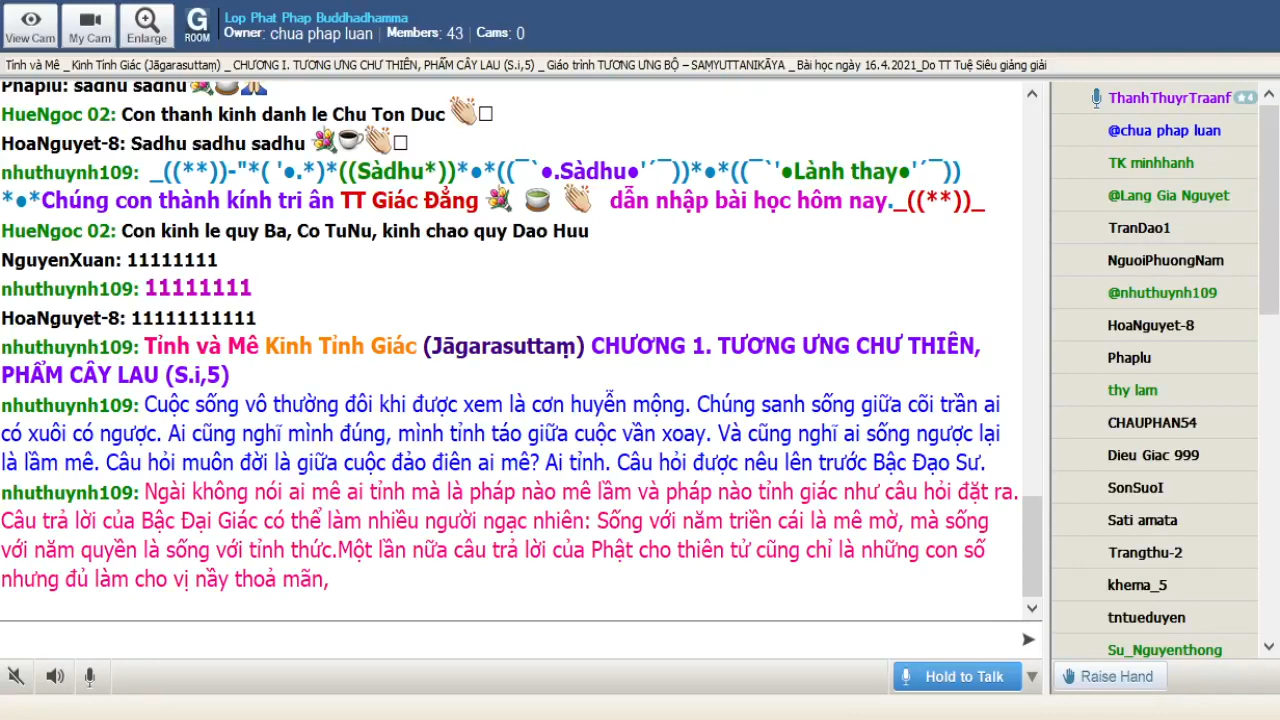 View Cam
My Cam
Enlarge
G
ROOM
Lop Phat Phap Buddhadhamma
Owner: chua phap luan Members: 43 Cams: 0
Tỉnh và Mê _ Kinh Tỉnh Giác (Jāgarasuttaṃ) _ CHƯƠNG I. TƯƠNG ƯNG CHƯ THIÊN, PHẨM CÂY LAU (S.i,5) _ Giáo trình TƯƠNG ƯNG BỘ – SAṂYUTTANIKĀYA _ Bài học ngày 16.4.2021_Do TT Tuệ Siêu giảng giải
Phaplu: sadhu sadhu
HueNgoc 02: Con thanh kinh danh le Chu Ton Duc
HoaNguyet-8: Sadhu sadhu sadhu
nhuthuynh109: _((**))-"*( '●.*)*((Sàdhu*))*●*((¯`●.Sàdhu●'´¯))*●*((¯`'●Lành thay●'´¯))
*●*Chúng con thành kính tri ân TT Giác Đẳng dẫn nhập bài học hôm nay._((**))_
HueNgoc 02: Con kinh le quy Ba, Co TuNu, kinh chao quy Dao Huu
NguyenXuan: 11111111
nhuthuynh109: 11111111
HoaNguyet-8: 11111111111
nhuthuynh109: Tỉnh và Mê Kinh Tỉnh Giác (Jāgarasuttaṃ) CHƯƠNG 1. TƯƠNG ƯNG CHƯ THIÊN,
PHẨM CÂY LAU (S.i,5)
nhuthuynh109: Cuộc sống vô thường đôi khi được xem là cơn huyễn mộng. Chúng sanh sống giữa cõi trần ai
có xuôi có ngược. Ai cũng nghĩ mình đúng, mình tỉnh táo giữa cuộc vần xoay. Và cũng nghĩ ai sống ngược lại
là lầm mê. Câu hỏi muôn đời là giữa cuộc đảo điên ai mê? Ai tỉnh. Câu hỏi được nêu lên trước Bậc Đạo Sư.
nhuthuynh109: Ngài không nói ai mê ai tỉnh mà là pháp nào mê lầm và pháp nào tỉnh giác như câu hỏi đặt ra.
Câu trả lời của Bậc Đại Giác có thể làm nhiều người ngạc nhiên: Sống với năm triền cái là mê mờ, mà sống
với năm quyền là sống với tỉnh thức.Một lần nữa câu trả lời của Phật cho thiên tử cũng chỉ là những con số
nhưng đủ làm cho vị nầy thoả mãn,
Hold to Talk
ThanhThuyrTraanf 4
@chua phap luan
TK minhhanh
@Lang Gia Nguyet
TranDao1
NguoiPhuongNam
@nhuthuynh109
HoaNguyet-8
Phaplu
thy lam
CHAUPHAN54
Dieu Giac 999
SonSuoI
Sati amata
Trangthu-2
khema_5
tntueduyen
Su_Nguyenthong
Raise Hand